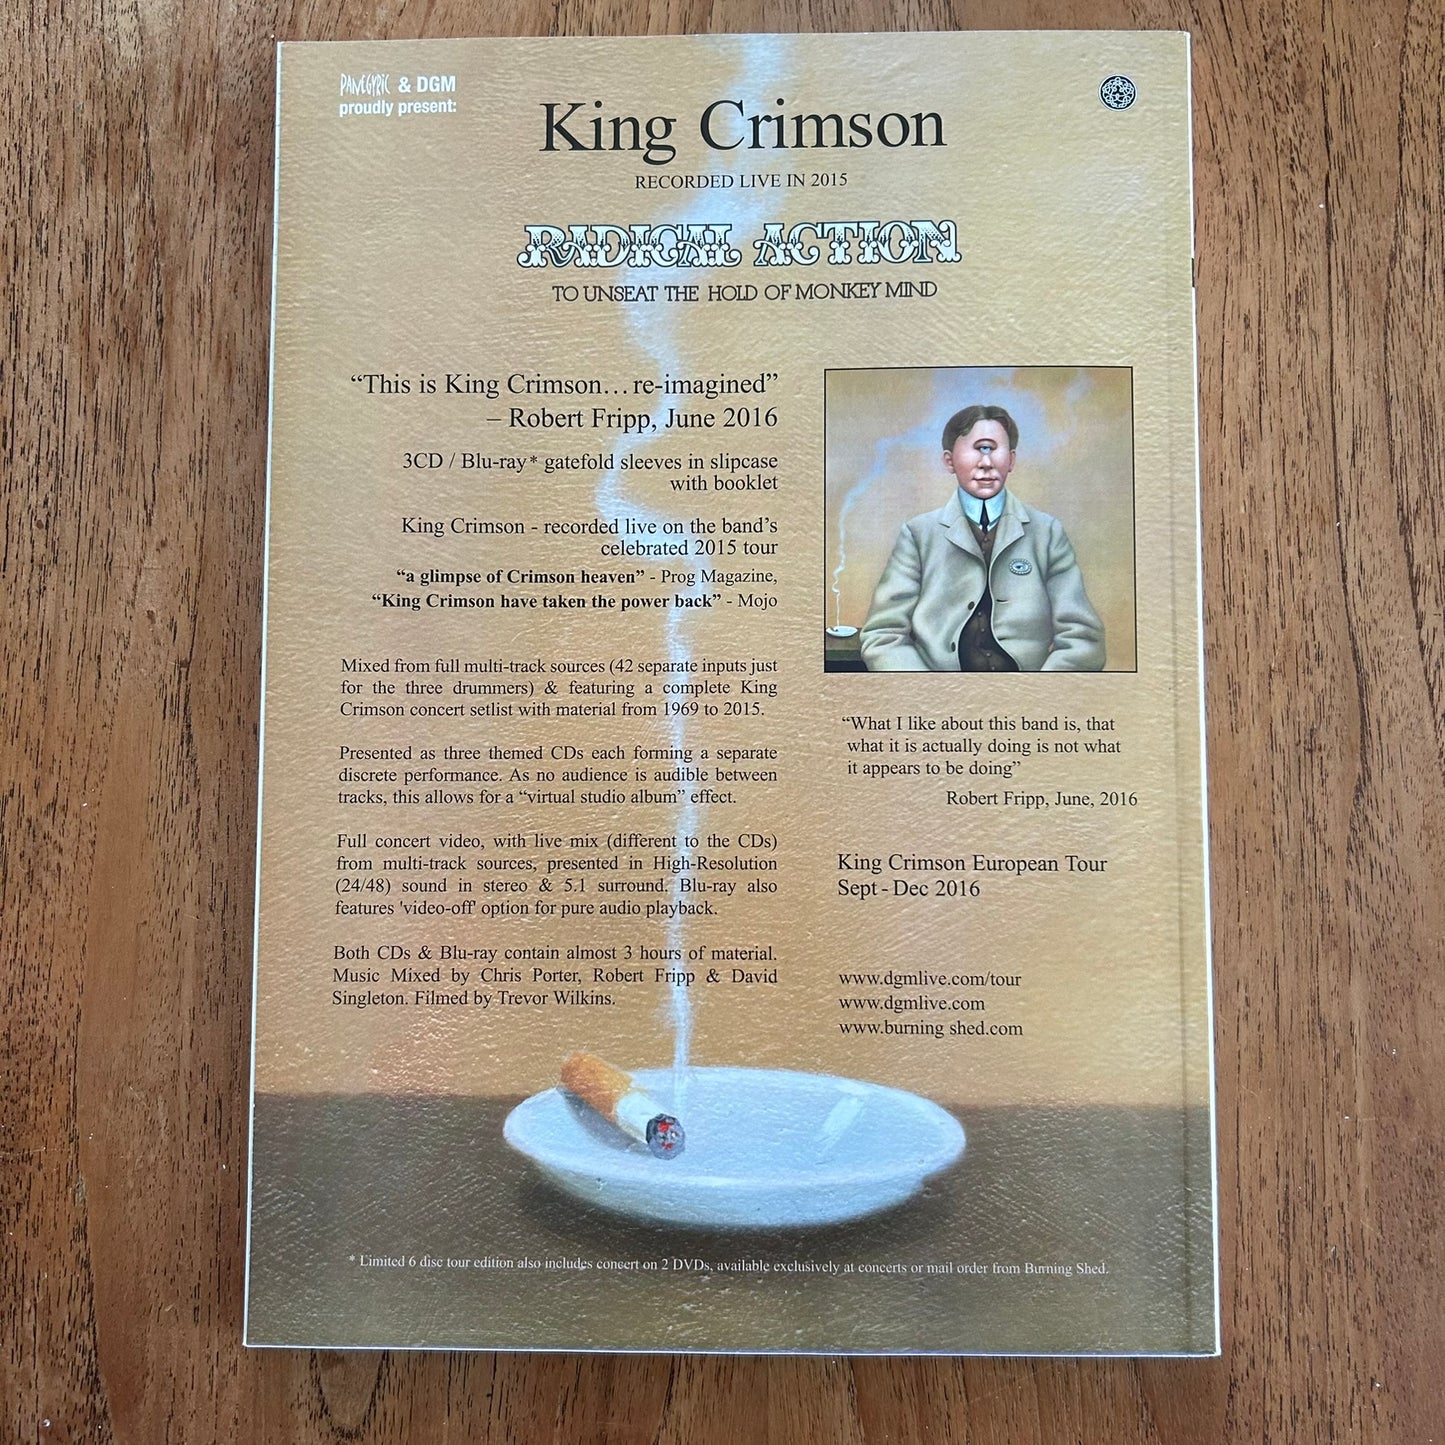 PANEGYRIC & DGM
proudly present:
King Crimson
RECORDED LIVE IN 2015
RADICAL ACTION
TO UNSEAT THE HOLD OF MONKEY MIND
“This is King Crimson…re-imagined”
– Robert Fripp, June 2016
3CD / Blu-ray* gatefold sleeves in slipcase
with booklet
King Crimson - recorded live on the band’s
celebrated 2015 tour
“a glimpse of Crimson heaven” - Prog Magazine,
“King Crimson have taken the power back” - Mojo
Mixed from full multi-track sources (42 separate inputs just
for the three drummers) & featuring a complete King
Crimson concert setlist with material from 1969 to 2015.
Presented as three themed CDs each forming a separate
discrete performance. As no audience is audible between
tracks, this allows for a “virtual studio album” effect.
Full concert video, with live mix (different to the CDs)
from multi-track sources, presented in High-Resolution
(24/48) sound in stereo & 5.1 surround. Blu-ray also
features 'video-off' option for pure audio playback.
Both CDs & Blu-ray contain almost 3 hours of material.
Music Mixed by Chris Porter, Robert Fripp & David
Singleton. Filmed by Trevor Wilkins.
“What I like about this band is, that
what it is actually doing is not what
it appears to be doing”
Robert Fripp, June, 2016
King Crimson European Tour
Sept - Dec 2016
www.dgmlive.com/tour
www.dgmlive.com
www.burning shed.com
* Limited 6 disc tour edition also includes concert on 2 DVDs, available exclusively at concerts or mail order from Burning Shed.